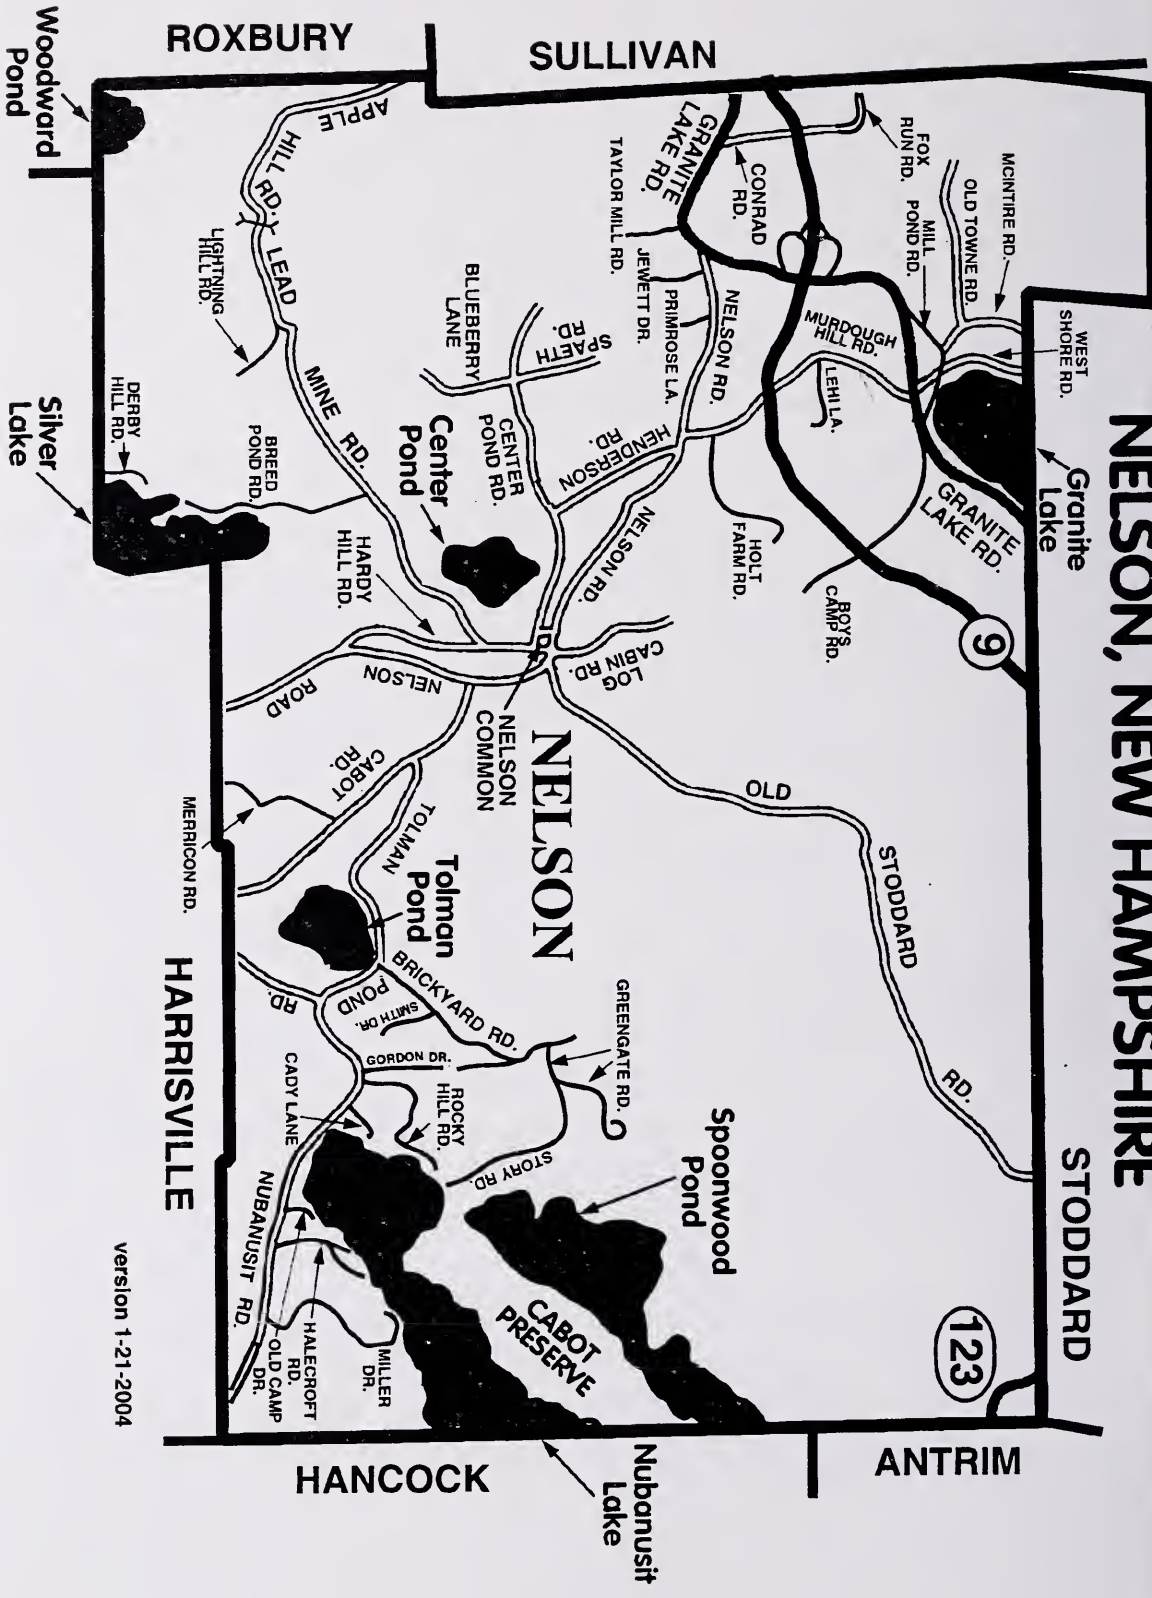 NELSON, NEW HAMPSHIRE
ROXBURY
SULLIVAN
STODDARD
ANTRIM
HANCOCK
HARRISVILLE
Woodward
Pond
Silver
Lake
Granite
Lake
Center
Pond
Tolman
Pond
Spoonwood
Pond
Nubanusit
Lake
CABOT
PRESERVE
NELSON
NELSON
COMMON
9
123
MCINTIRE RD.
WEST
SHORE RD.
OLD TOWNE RD.
MILL
POND RD.
FOX
RUN RD.
CONRAD
RD.
GRANITE
LAKE RD.
TAYLOR MILL RD.
JEWETT DR.
PRIMROSE LA.
NELSON RD.
MURDOUGH
HILL RD.
LEHI LA.
GRANITE
LAKE RD.
BOYS
CAMP RD.
HOLT
FARM RD.
HENDERSON
RD.
NELSON RD.
SPAETH
RD.
BLUEBERRY
LANE
CENTER
POND RD.
LOG
CABIN RD.
OLD
STODDARD
RD.
APPLE
HILL RD.
LEAD
MINE RD.
LIGHTNING
HILL RD.
DERBY
HILL RD.
BREED
POND RD.
HARDY
HILL RD.
NELSON
ROAD
CABOT
RD.
MERRICON RD.
TOLMAN
POND
RD.
BRICKYARD RD.
SMITH DR.
GORDON DR.
GREENGATE RD.
STORY RD.
ROCKY
HILL RD.
CADY LANE
NUBANUSIT RD.
HALECROFT
RD.
OLD CAMP
DR.
MILLER
DR.
version 1-21-2004